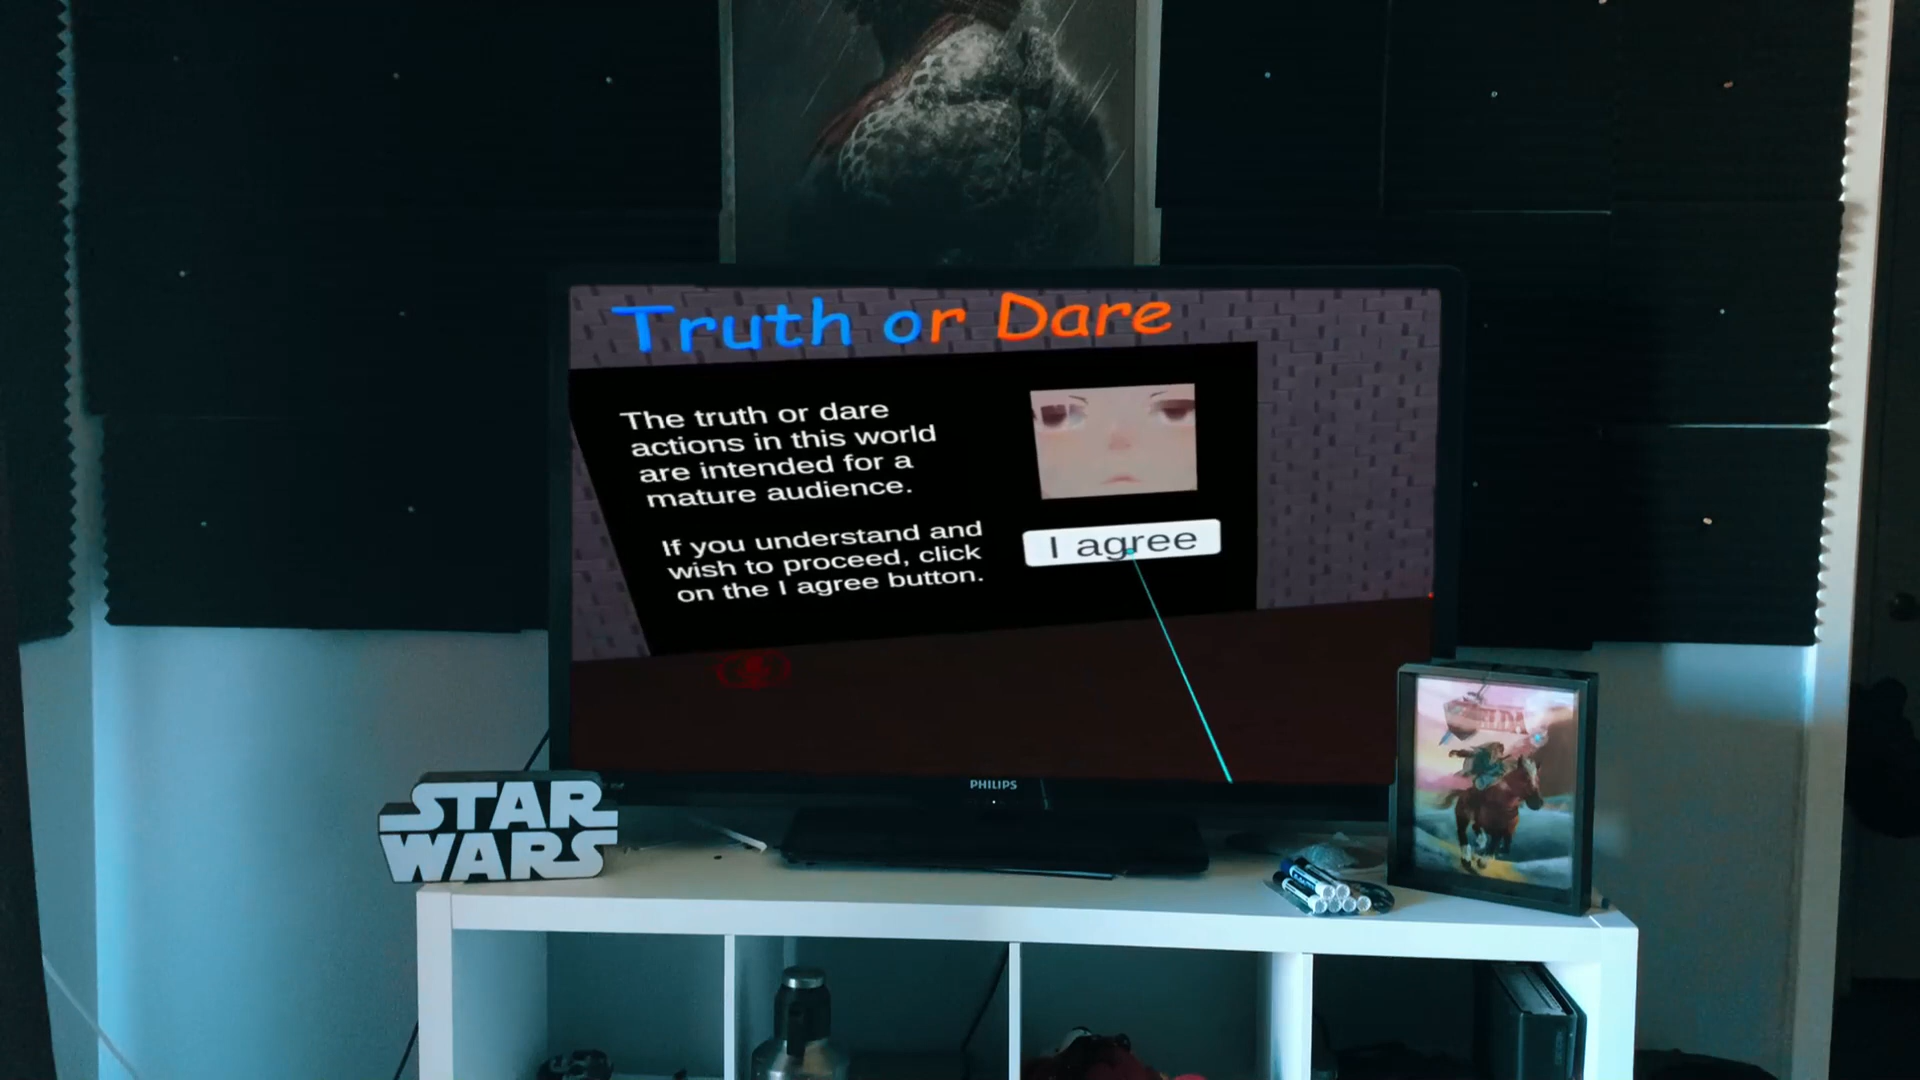 Truth or Dare
The truth or dare
actions in this world
are intended for a
mature audience.
If you understand and
wish to proceed, click
on the I agree button.
I agree
PHILIPS
STAR
WARS
ZELDA